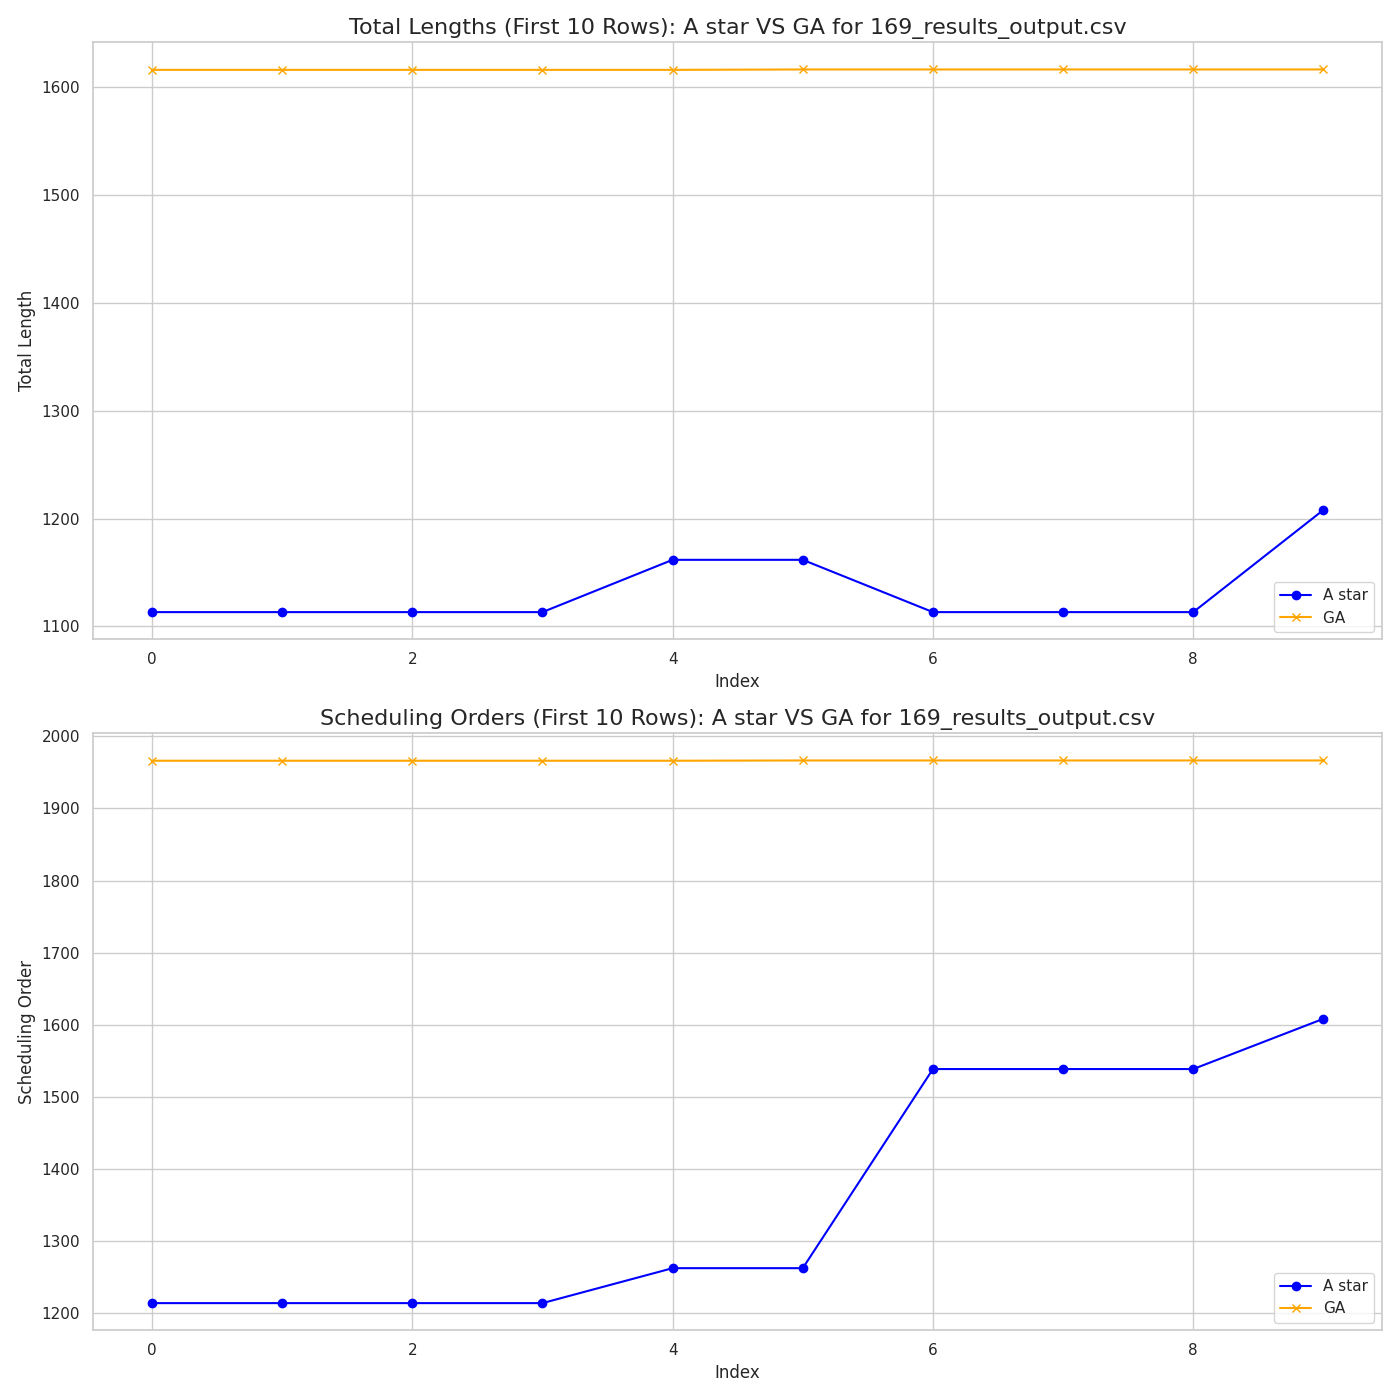 Total Lengths (First 10 Rows): A star VS GA for 169_results_output.csv
Total Length
1600
1500
1400
1300
1200
1100
A star
GA
0 2 4 6 8
Index
Scheduling Orders (First 10 Rows): A star VS GA for 169_results_output.csv
Scheduling Order
2000
1900
1800
1700
1600
1500
1400
1300
1200
A star
GA
0 2 4 6 8
Index